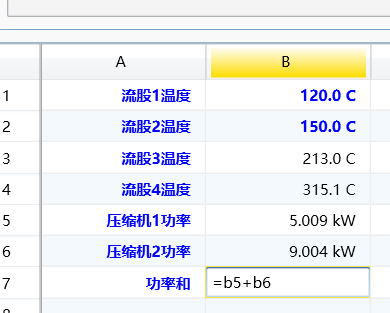 A B
1 流股1温度 120.0 C
2 流股2温度 150.0 C
3 流股3温度 213.0 C
4 流股4温度 315.1 C
5 压缩机1功率 5.009 kW
6 压缩机2功率 9.004 kW
7 功率和 =b5+b6